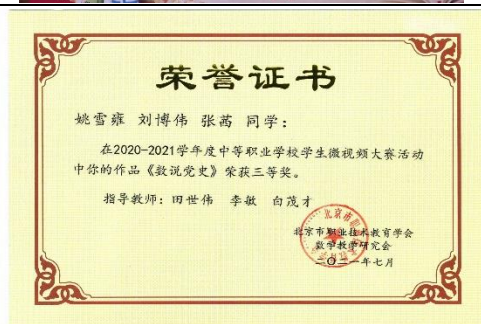 荣誉证书
姚雪雍 刘博伟 张茜 同学：
在2020-2021学年度中等职业学校学生微视频大赛活动
中你的作品《数说党史》荣获三等奖。
指导教师：田世伟 李敏 白茂才
北京市职业技术教育学会
数学教学研究会
二〇二一年七月